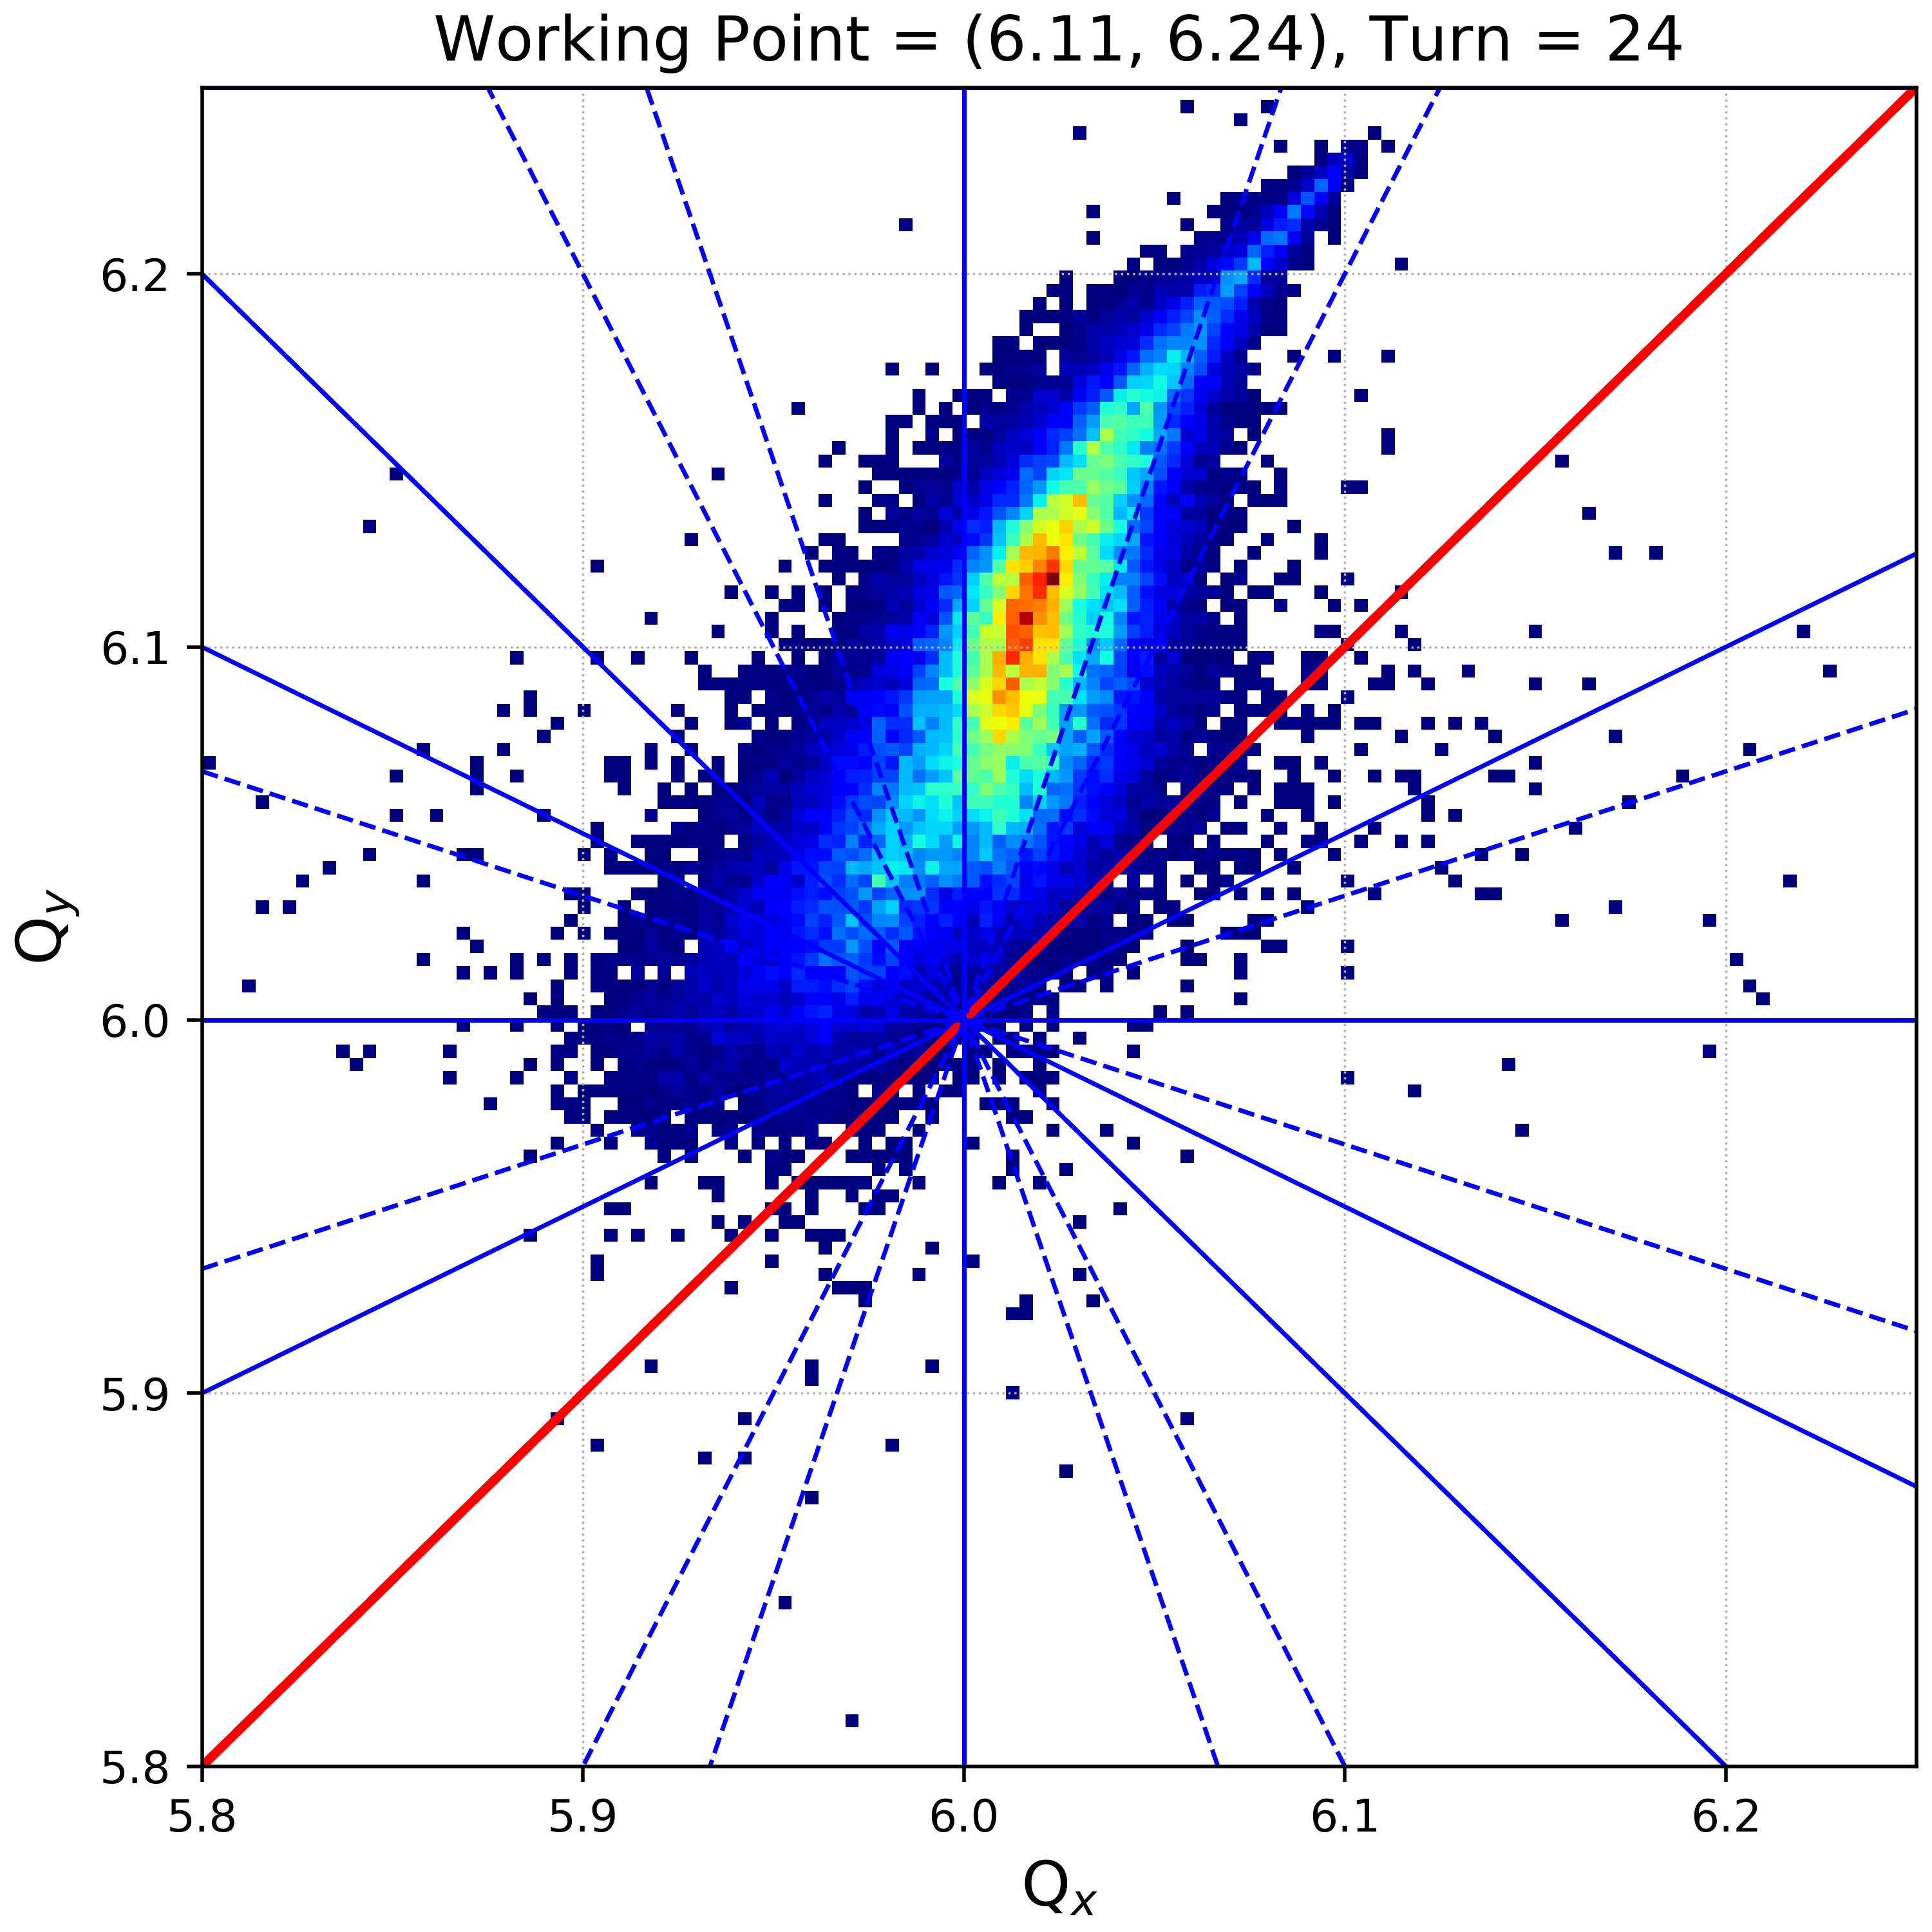 Working Point = (6.11, 6.24), Turn = 24
6.2
6.1
6.0
5.9
5.8
Q_y
5.8 5.9 6.0 6.1 6.2
Q_x